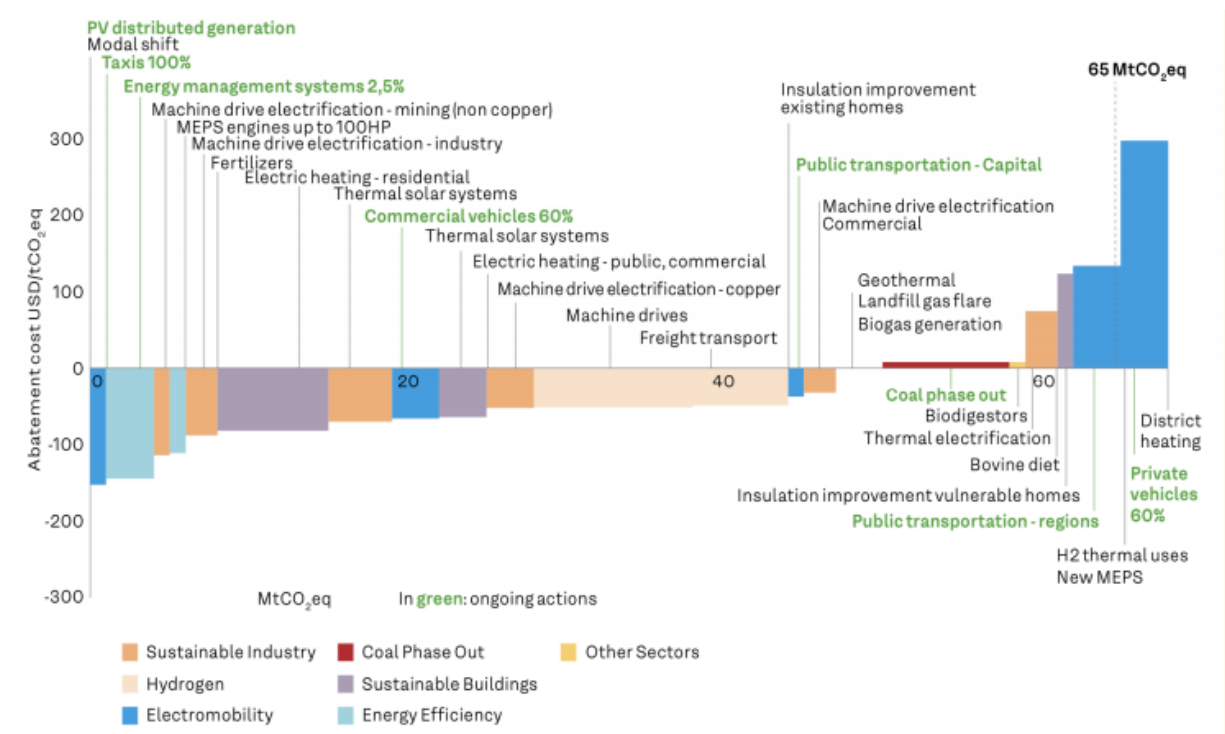 PV distributed generation
Modal shift
Taxis 100%
Energy management systems 2,5%
Machine drive electrification - mining (non copper)
MEPS engines up to 100HP
Machine drive electrification - industry
Fertilizers
Electric heating - residential
Thermal solar systems
Commercial vehicles 60%
Thermal solar systems
Electric heating - public, commercial
Machine drive electrification - copper
Machine drives
Freight transport
Insulation improvement
existing homes
65 MtCO₂eq
Public transportation - Capital
Machine drive electrification
Commercial
Geothermal
Landfill gas flare
Biogas generation
Abatement cost USD/tCO₂eq
300
200
100
0
-100
-200
-300
0
20
40
60
Coal phase out
Biodigestors
Thermal electrification
Bovine diet
Insulation improvement vulnerable homes
Public transportation - regions
District
heating
Private
vehicles
60%
H2 thermal uses
New MEPS
MtCO₂eq
In green: ongoing actions
Sustainable Industry
Coal Phase Out
Other Sectors
Hydrogen
Sustainable Buildings
Electromobility
Energy Efficiency